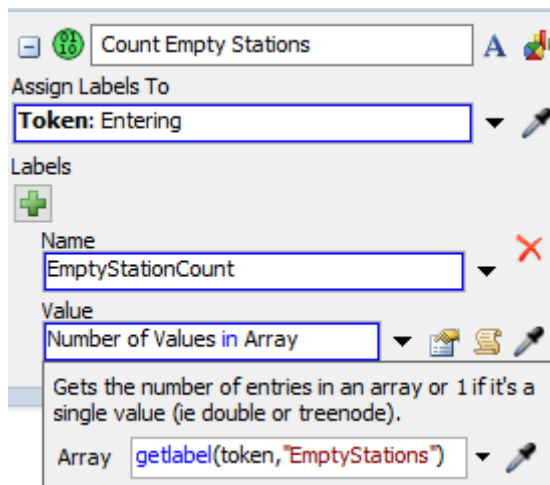 Count Empty Stations
Assign Labels To
Token: Entering
Labels
Name
EmptyStationCount
Value
Number of Values in Array
Gets the number of entries in an array or 1 if it's a
single value (ie double or treenode).
Array getlabel(token,"EmptyStations")